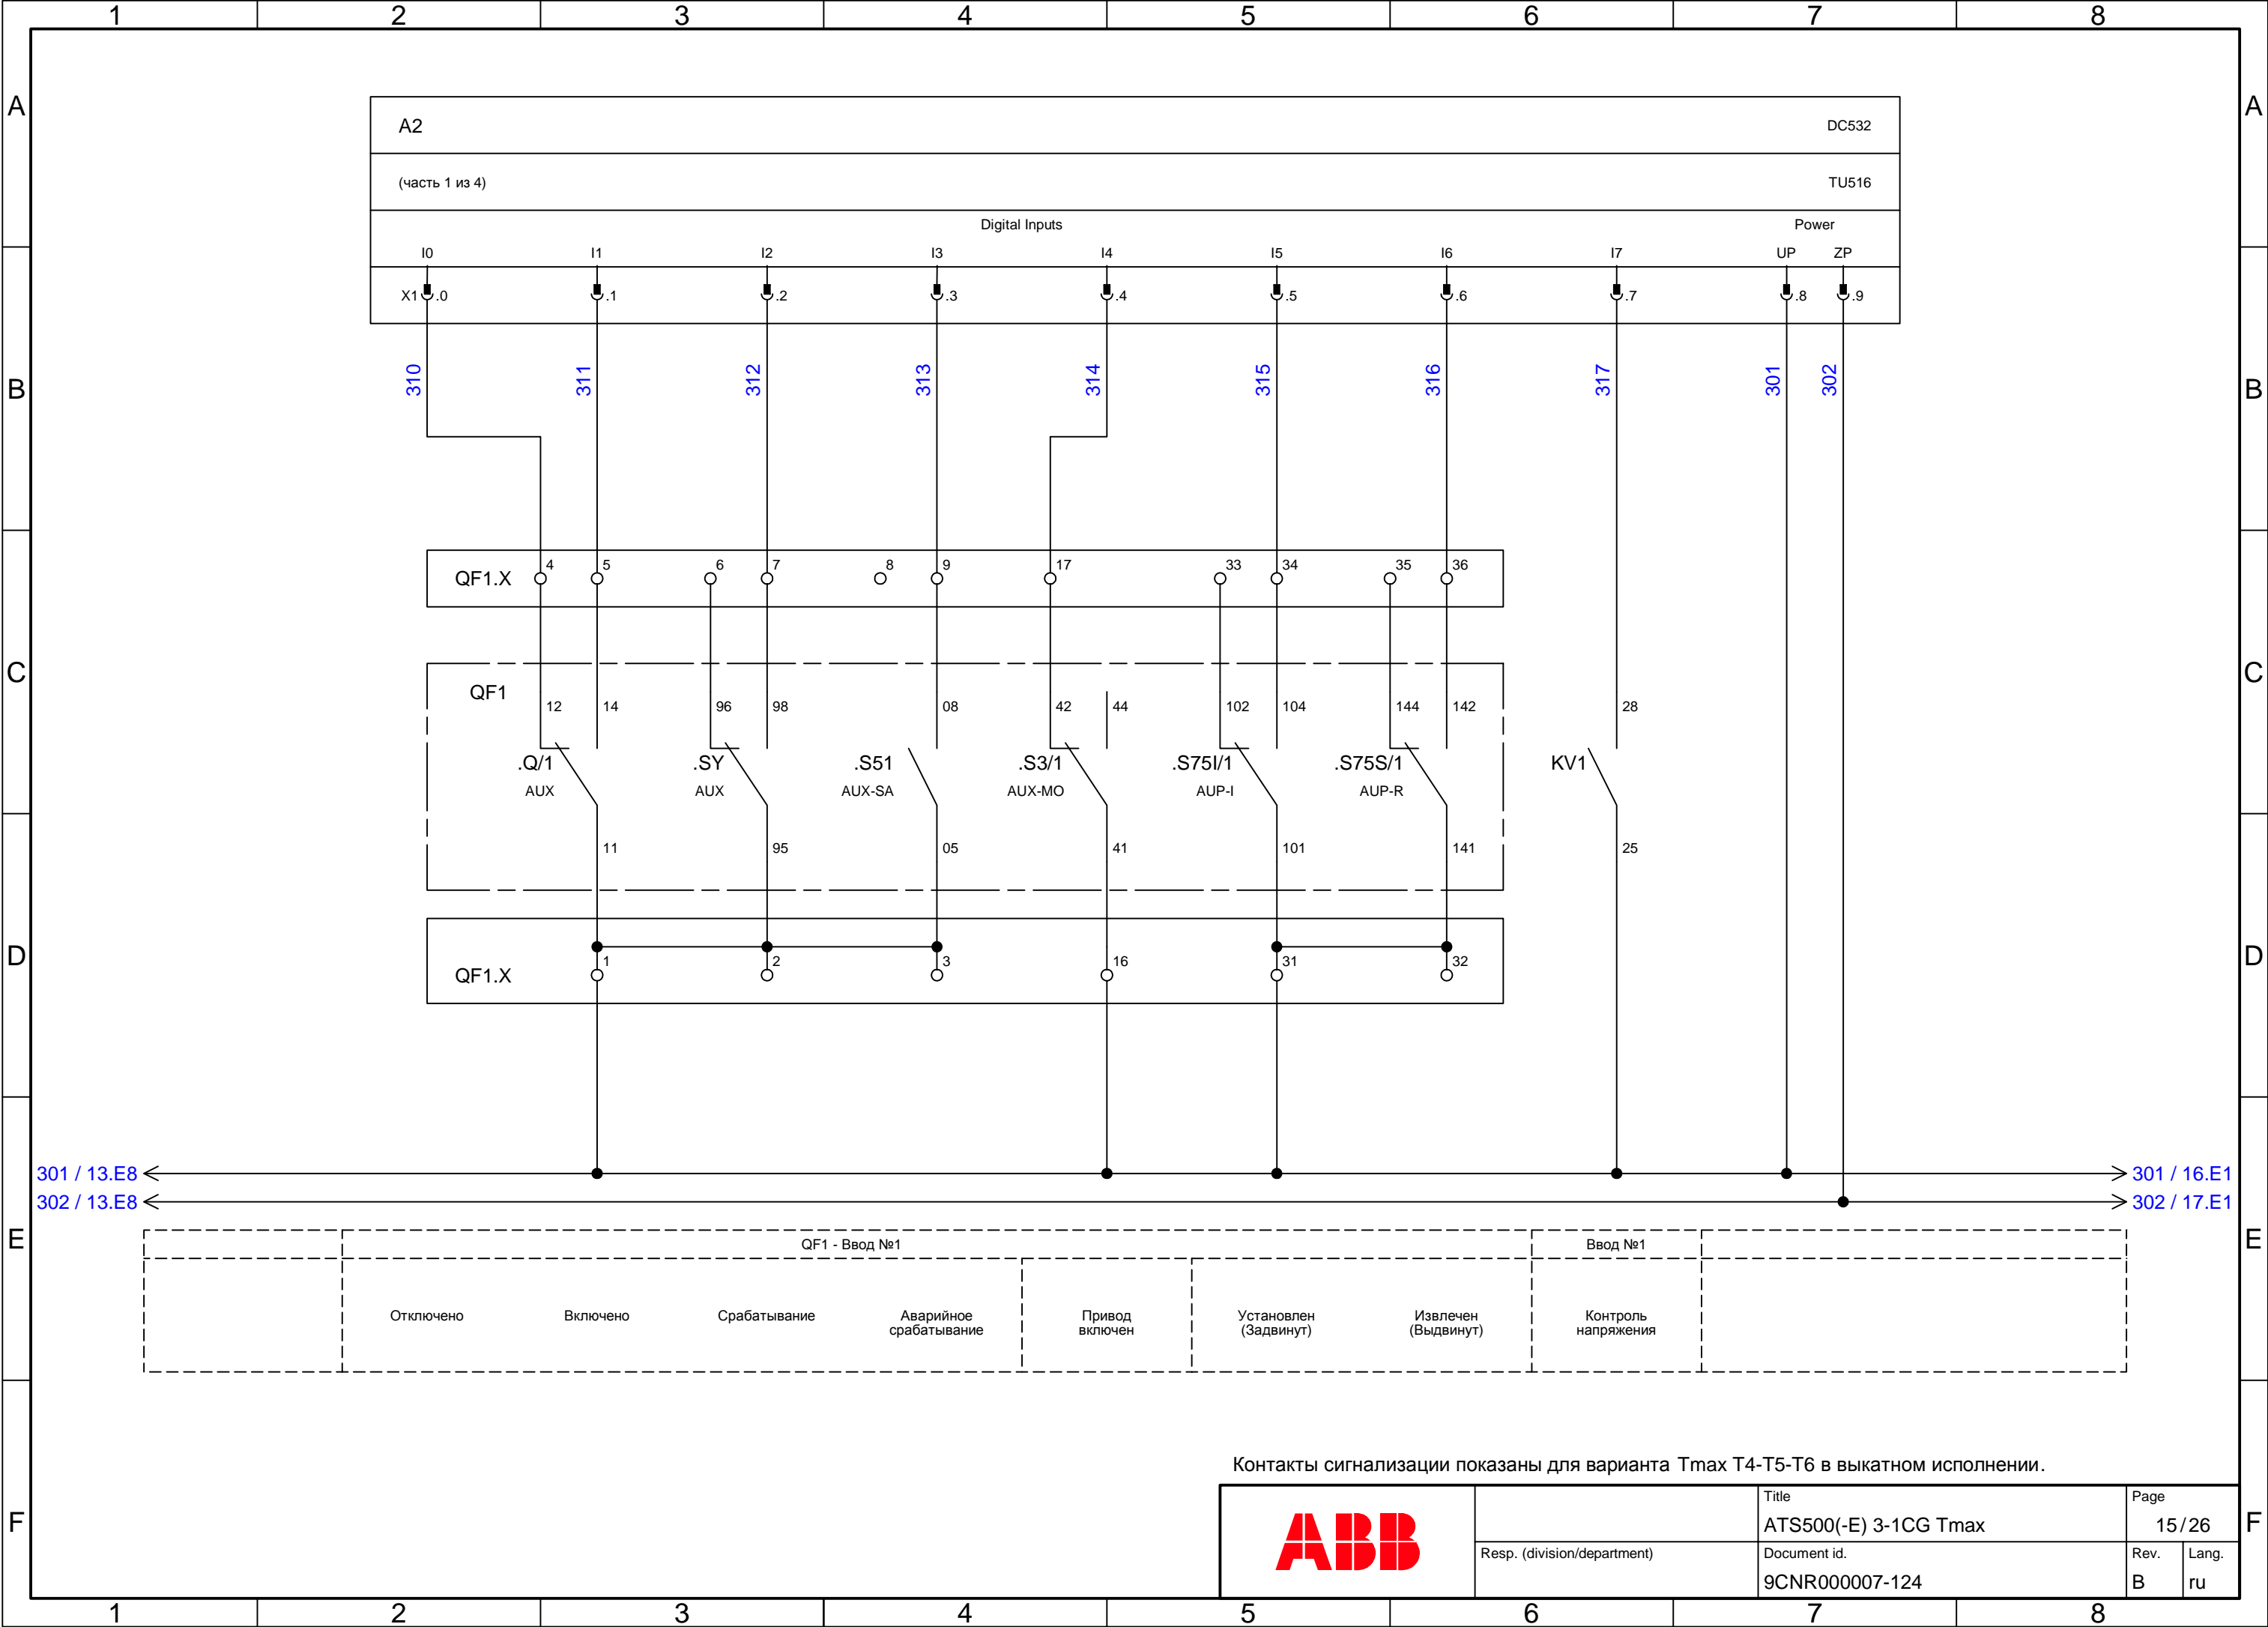 1 2 3 4 5 6 7 8
A A
A2 DC532
(часть 1 из 4) TU516
Digital Inputs Power
I0 I1 I2 I3 I4 I5 I6 I7 UP ZP
X1 .0 .1 .2 .3 .4 .5 .6 .7 .8 .9
310 311 312 313 314 315 316 317 301 302
B B
QF1.X 4 5 6 7 8 9 17 33 34 35 36
C C
QF1
12 14 96 98 08 42 44 102 104 144 142 28
.Q/1 .SY .S51 .S3/1 .S75I/1 .S75S/1 KV1
AUX AUX AUX-SA AUX-MO AUP-I AUP-R
11 95 05 41 101 141 25
D D
QF1.X 1 2 3 16 31 32
301 / 13.E8 301 / 16.E1
302 / 13.E8 302 / 17.E1
E E
QF1 - Ввод №1 Ввод №1
Отключено Включено Срабатывание
Аварийное
срабатывание
Привод
включен
Установлен
(Задвинут)
Извлечен
(Выдвинут)
Контроль
напряжения
Контакты сигнализации показаны для варианта Tmax T4-T5-T6 в выкатном исполнении.
F F
ABB
Title
ATS500(-E) 3-1CG Tmax
Page
15/26
Resp. (division/department)
Document id.
9CNR000007-124
Rev.
B
Lang.
ru
1 2 3 4 5 6 7 8